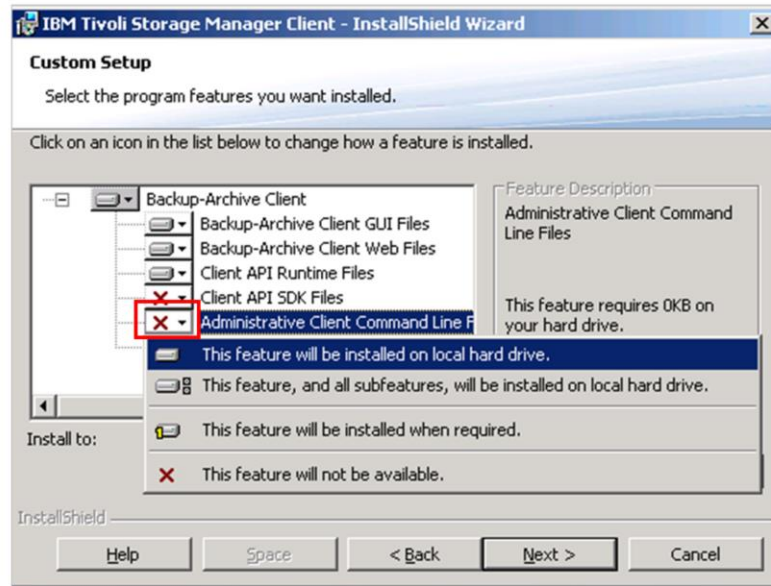 IBM Tivoli Storage Manager Client - InstallShield Wizard
Custom Setup
Select the program features you want installed.
Click on an icon in the list below to change how a feature is installed.
Backup-Archive Client
Backup-Archive Client GUI Files
Backup-Archive Client Web Files
Client API Runtime Files
Client API SDK Files
Administrative Client Command Line F
Feature Description
Administrative Client Command
Line Files
This feature requires 0KB on
your hard drive.
This feature will be installed on local hard drive.
This feature, and all subfeatures, will be installed on local hard drive.
This feature will be installed when required.
This feature will not be available.
Install to:
InstallShield
Help
Space
< Back
Next >
Cancel